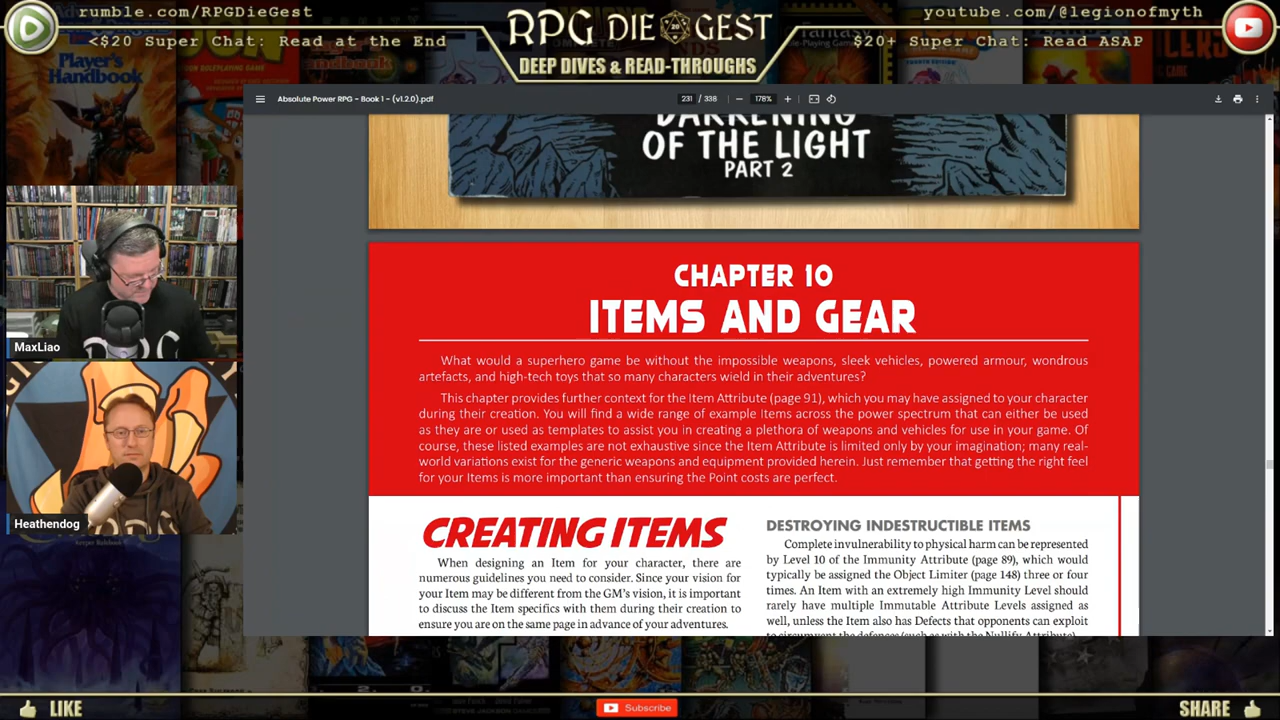 rumble.com/RPGDieGest
<$20 Super Chat: Read at the End
RPG DIE GEST
DEEP DIVES & READ-THROUGHS
youtube.com/@legionofmyth
$20+ Super Chat: Read ASAP
Player's
Handbook
Absolute Power RPG - Book 1 - (v1.2.0).pdf
231 / 338
178%
DARKENING
OF THE LIGHT
PART 2
CHAPTER 10
ITEMS AND GEAR
What would a superhero game be without the impossible weapons, sleek vehicles, powered armour, wondrous
artefacts, and high-tech toys that so many characters wield in their adventures?
This chapter provides further context for the Item Attribute (page 91), which you may have assigned to your character
during their creation. You will find a wide range of example Items across the power spectrum that can either be used
as they are or used as templates to assist you in creating a plethora of weapons and vehicles for use in your game. Of
course, these listed examples are not exhaustive since the Item Attribute is limited only by your imagination; many real-
world variations exist for the generic weapons and equipment provided herein. Just remember that getting the right feel
for your Items is more important than ensuring the Point costs are perfect.
CREATING ITEMS
When designing an Item for your character, there are
numerous guidelines you need to consider. Since your vision for
your Item may be different from the GM's vision, it is important
to discuss the Item specifics with them during their creation to
ensure you are on the same page in advance of your adventures.
DESTROYING INDESTRUCTIBLE ITEMS
Complete invulnerability to physical harm can be represented
by Level 10 of the Immunity Attribute (page 89), which would
typically be assigned the Object Limiter (page 148) three or four
times. An Item with an extremely high Immunity Level should
rarely have multiple Immutable Attribute Levels assigned as
well, unless the Item also has Defects that opponents can exploit
to circumvent the defences (such as with the Nullify Attribute).
MaxLiao
Heathendog
LIKE
Subscribe
SHARE